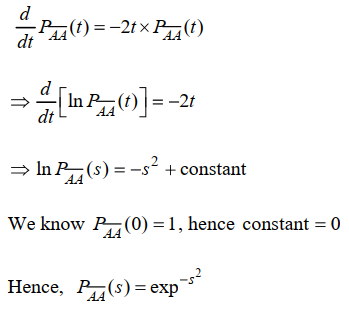 d/dt P_{\overline{AA}}(t) = −2t × P_{\overline{AA}}(t)
⇒ d/dt [ln P_{\overline{AA}}(t)] = −2t
⇒ ln P_{\overline{AA}}(s) = −s² + constant
We know P_{\overline{AA}}(0) = 1, hence constant = 0
Hence, P_{\overline{AA}}(s) = exp^{−s²}